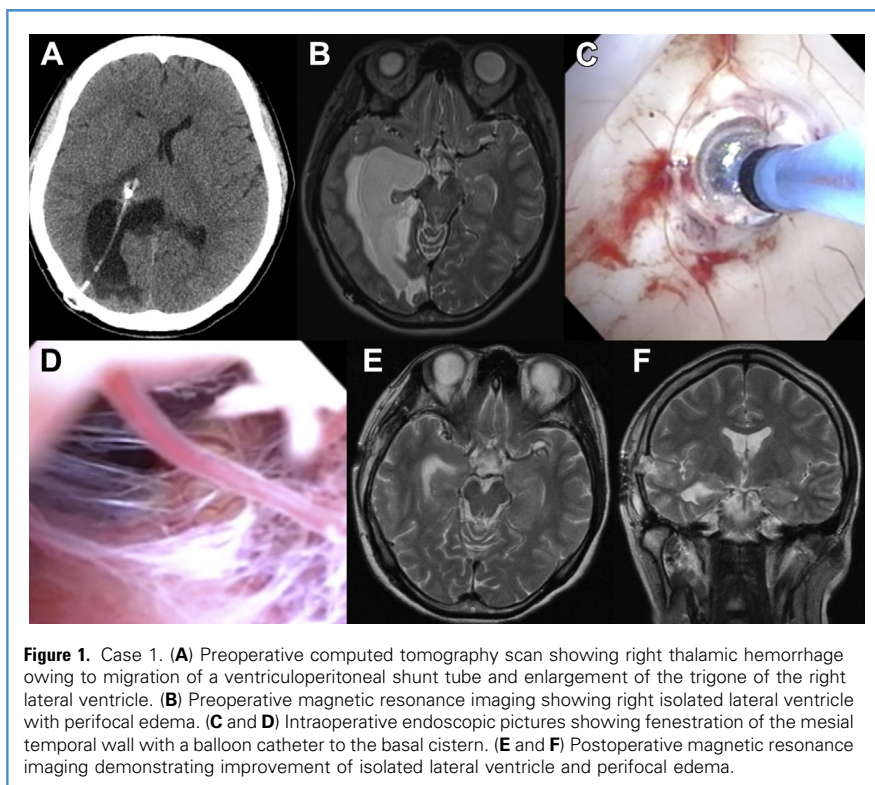 A
B
C
D
E
F
Figure 1. Case 1. (A) Preoperative computed tomography scan showing right thalamic hemorrhage
owing to migration of a ventriculoperitoneal shunt tube and enlargement of the trigone of the right
lateral ventricle. (B) Preoperative magnetic resonance imaging showing right isolated lateral ventricle
with perifocal edema. (C and D) Intraoperative endoscopic pictures showing fenestration of the mesial
temporal wall with a balloon catheter to the basal cistern. (E and F) Postoperative magnetic resonance
imaging demonstrating improvement of isolated lateral ventricle and perifocal edema.